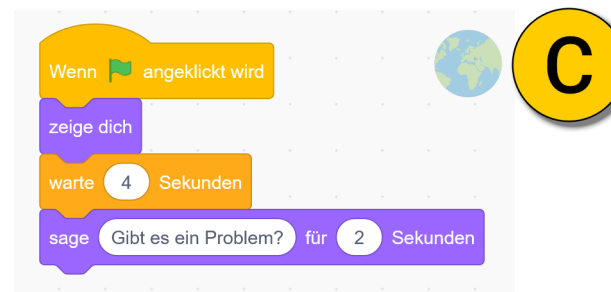 Wenn angeklickt wird
C
zeige dich
warte 4 Sekunden
sage Gibt es ein Problem? für 2 Sekunden